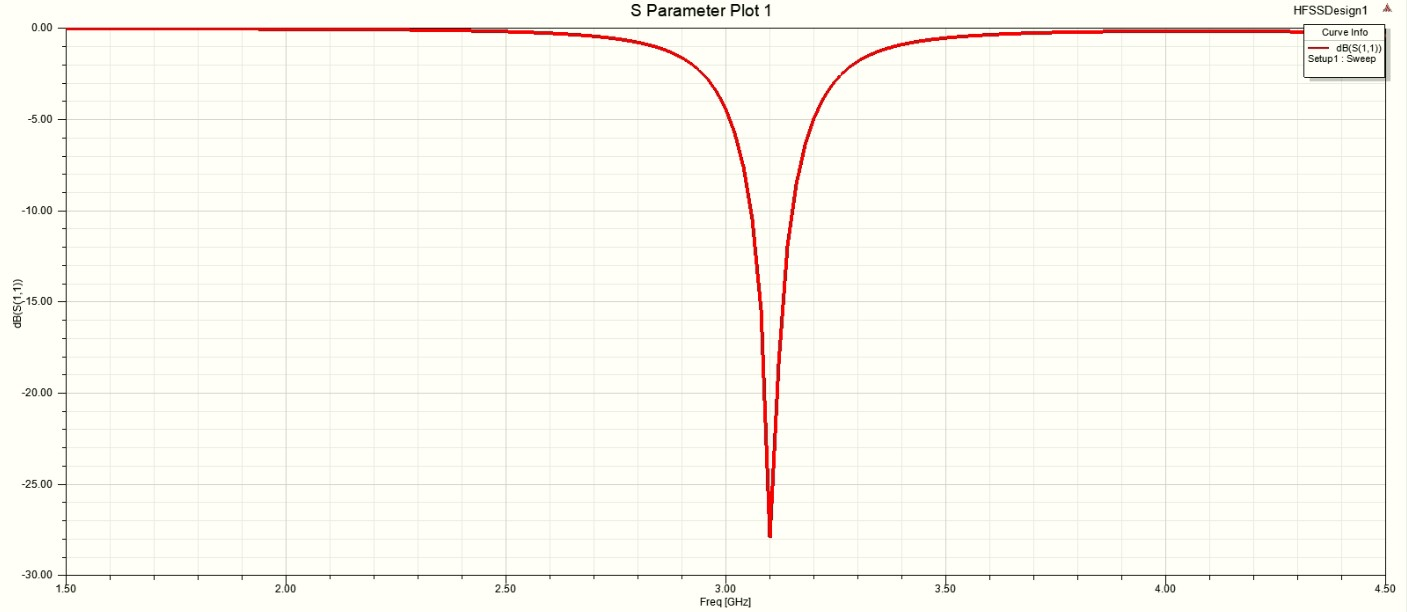 S Parameter Plot 1
HFSSDesign1
Curve Info
dB(S(1,1))
Setup1 : Sweep
0.00
-5.00
-10.00
-15.00
-20.00
-25.00
-30.00
dB(S(1,1))
1.50
2.00
2.50
3.00
3.50
4.00
4.50
Freq [GHz]